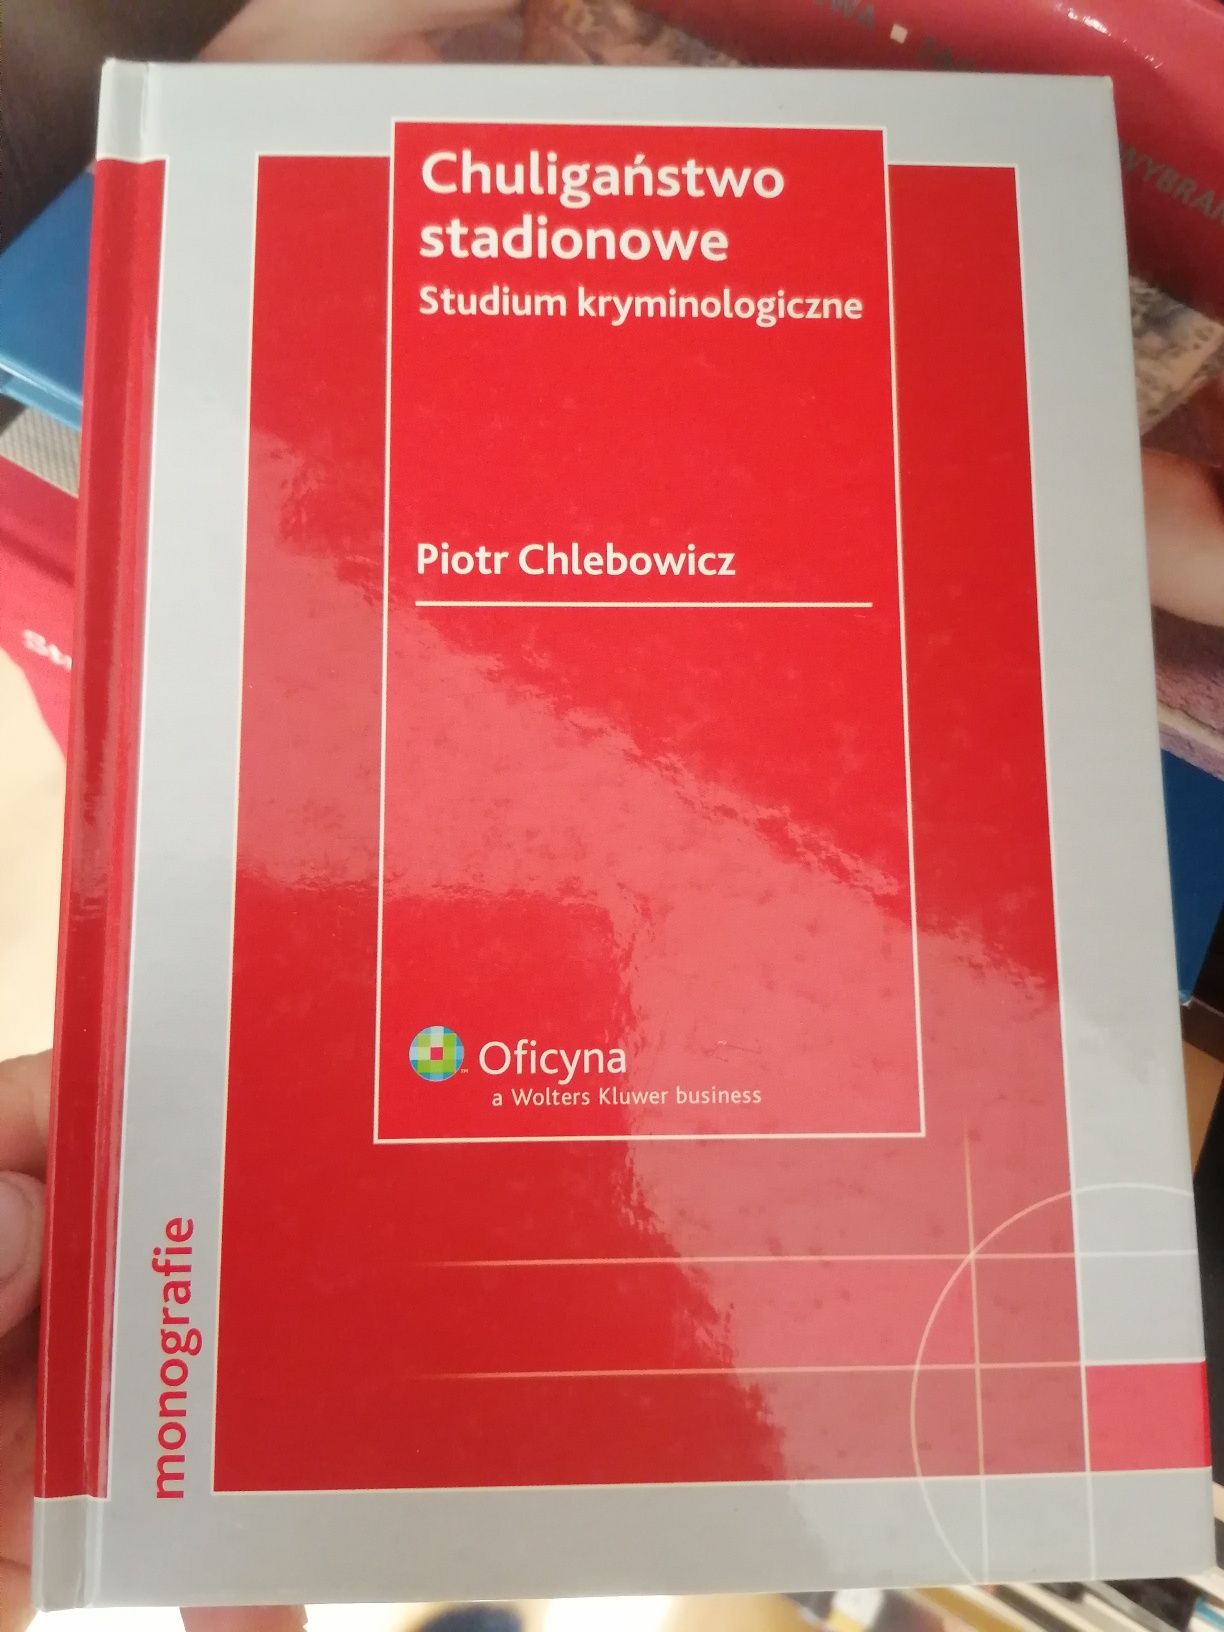 Chuligaństwo
stadionowe
Studium kryminologiczne
Piotr Chlebowicz
Oficyna
a Wolters Kluwer business
monografie